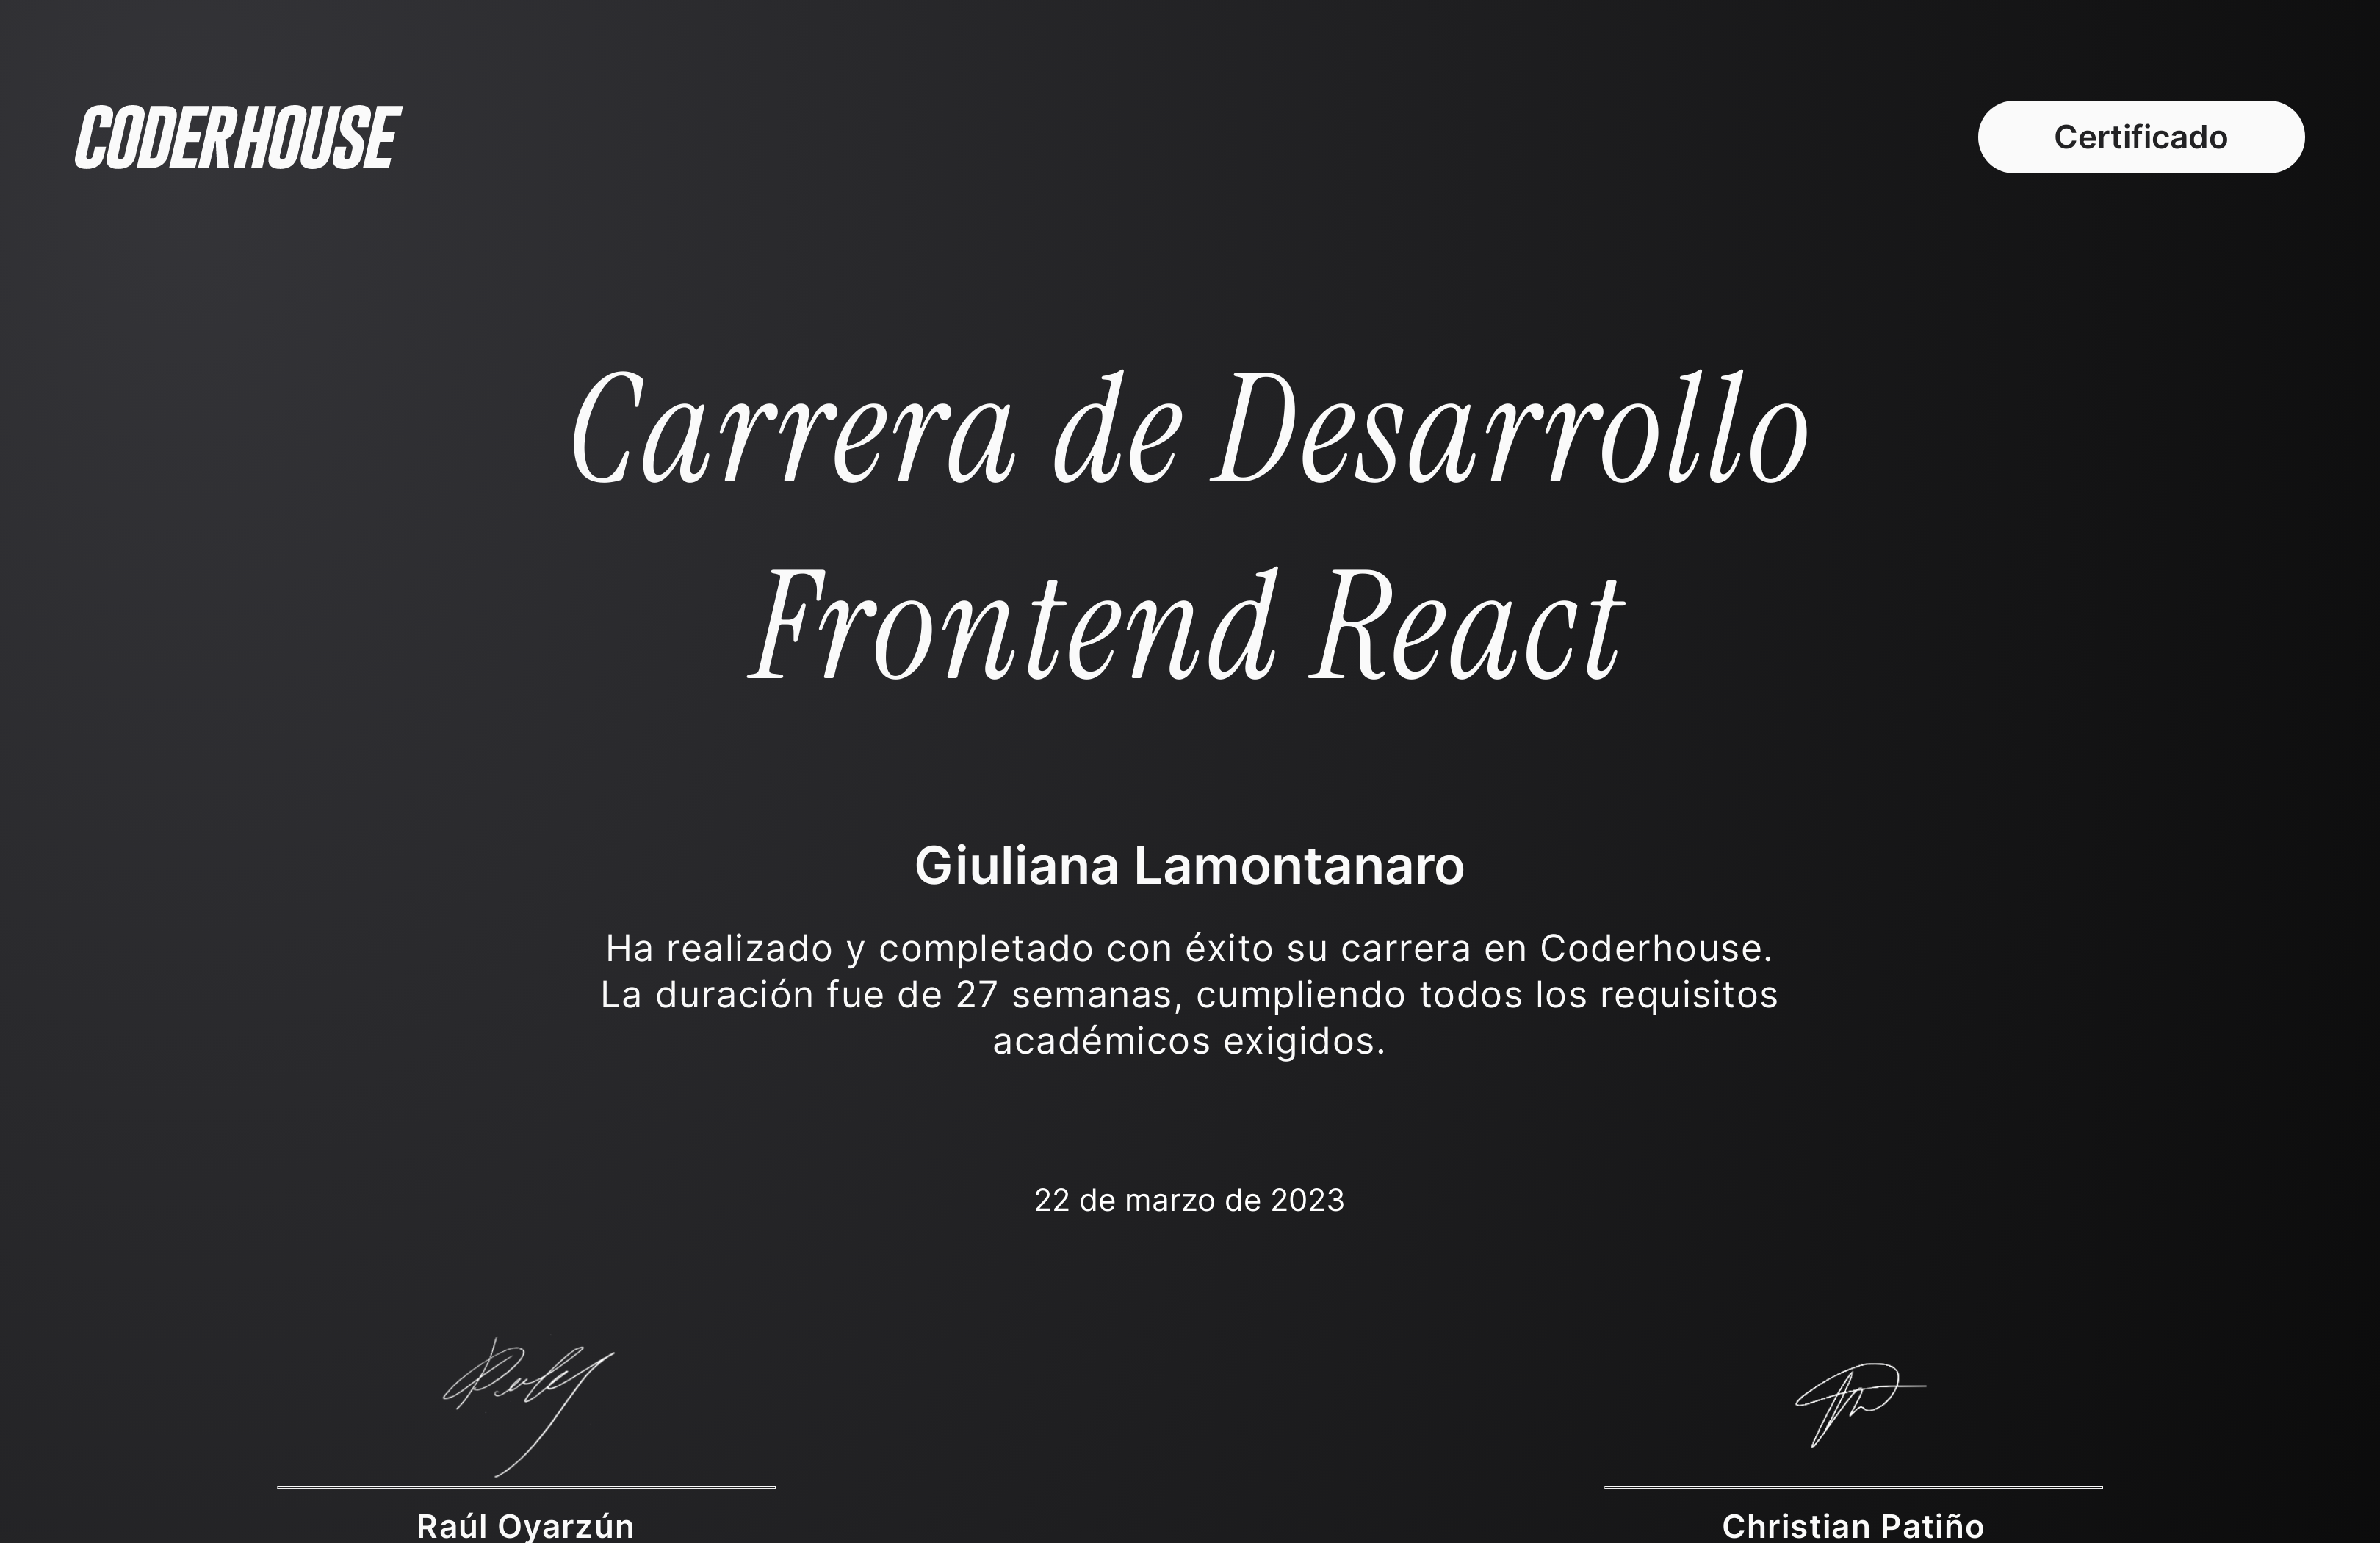 CODERHOUSE
Certificado
Carrera de Desarrollo
Frontend React
Giuliana Lamontanaro
Ha realizado y completado con éxito su carrera en Coderhouse.
La duración fue de 27 semanas, cumpliendo todos los requisitos
académicos exigidos.
22 de marzo de 2023
Raúl Oyarzún
Christian Patiño